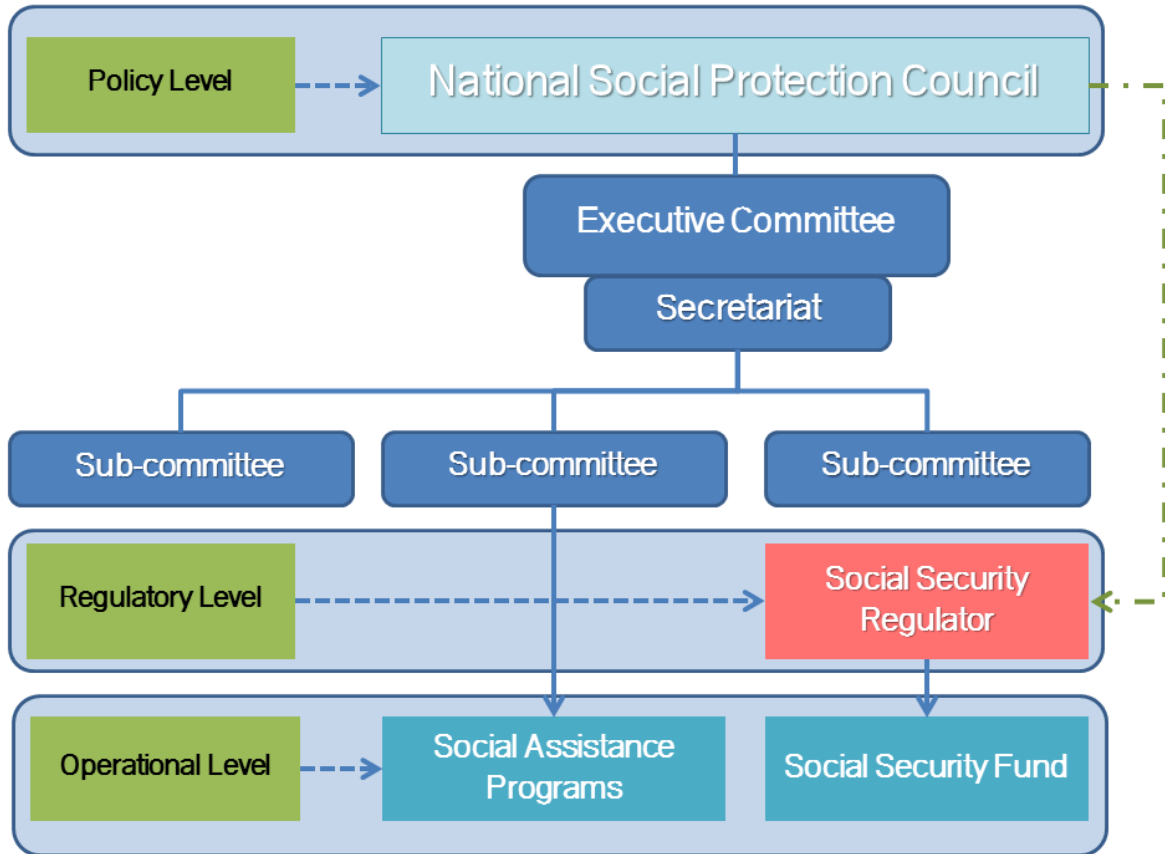 Policy Level
National Social Protection Council
Executive Committee
Secretariat
Sub-committee
Sub-committee
Sub-committee
Regulatory Level
Social Security
Regulator
Operational Level
Social Assistance
Programs
Social Security Fund